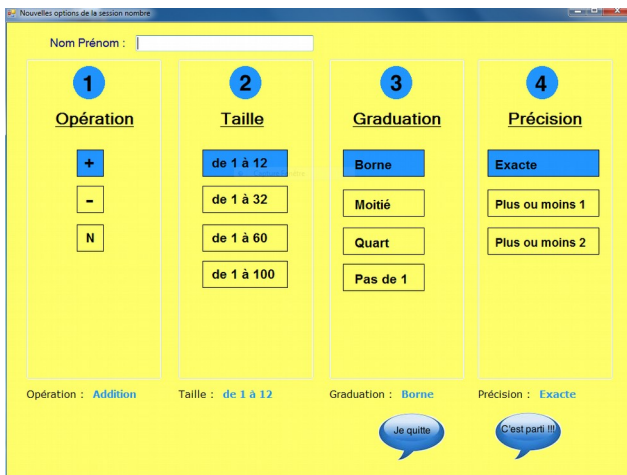 Nouvelles options de la session nombre
Nom Prénom :
1
Opération
+
-
N
2
Taille
de 1 à 12
de 1 à 32
de 1 à 60
de 1 à 100
3
Graduation
Borne
Moitié
Quart
Pas de 1
4
Précision
Exacte
Plus ou moins 1
Plus ou moins 2
Opération : Addition
Taille : de 1 à 12
Graduation : Borne
Précision : Exacte
Je quitte
C'est parti !!!